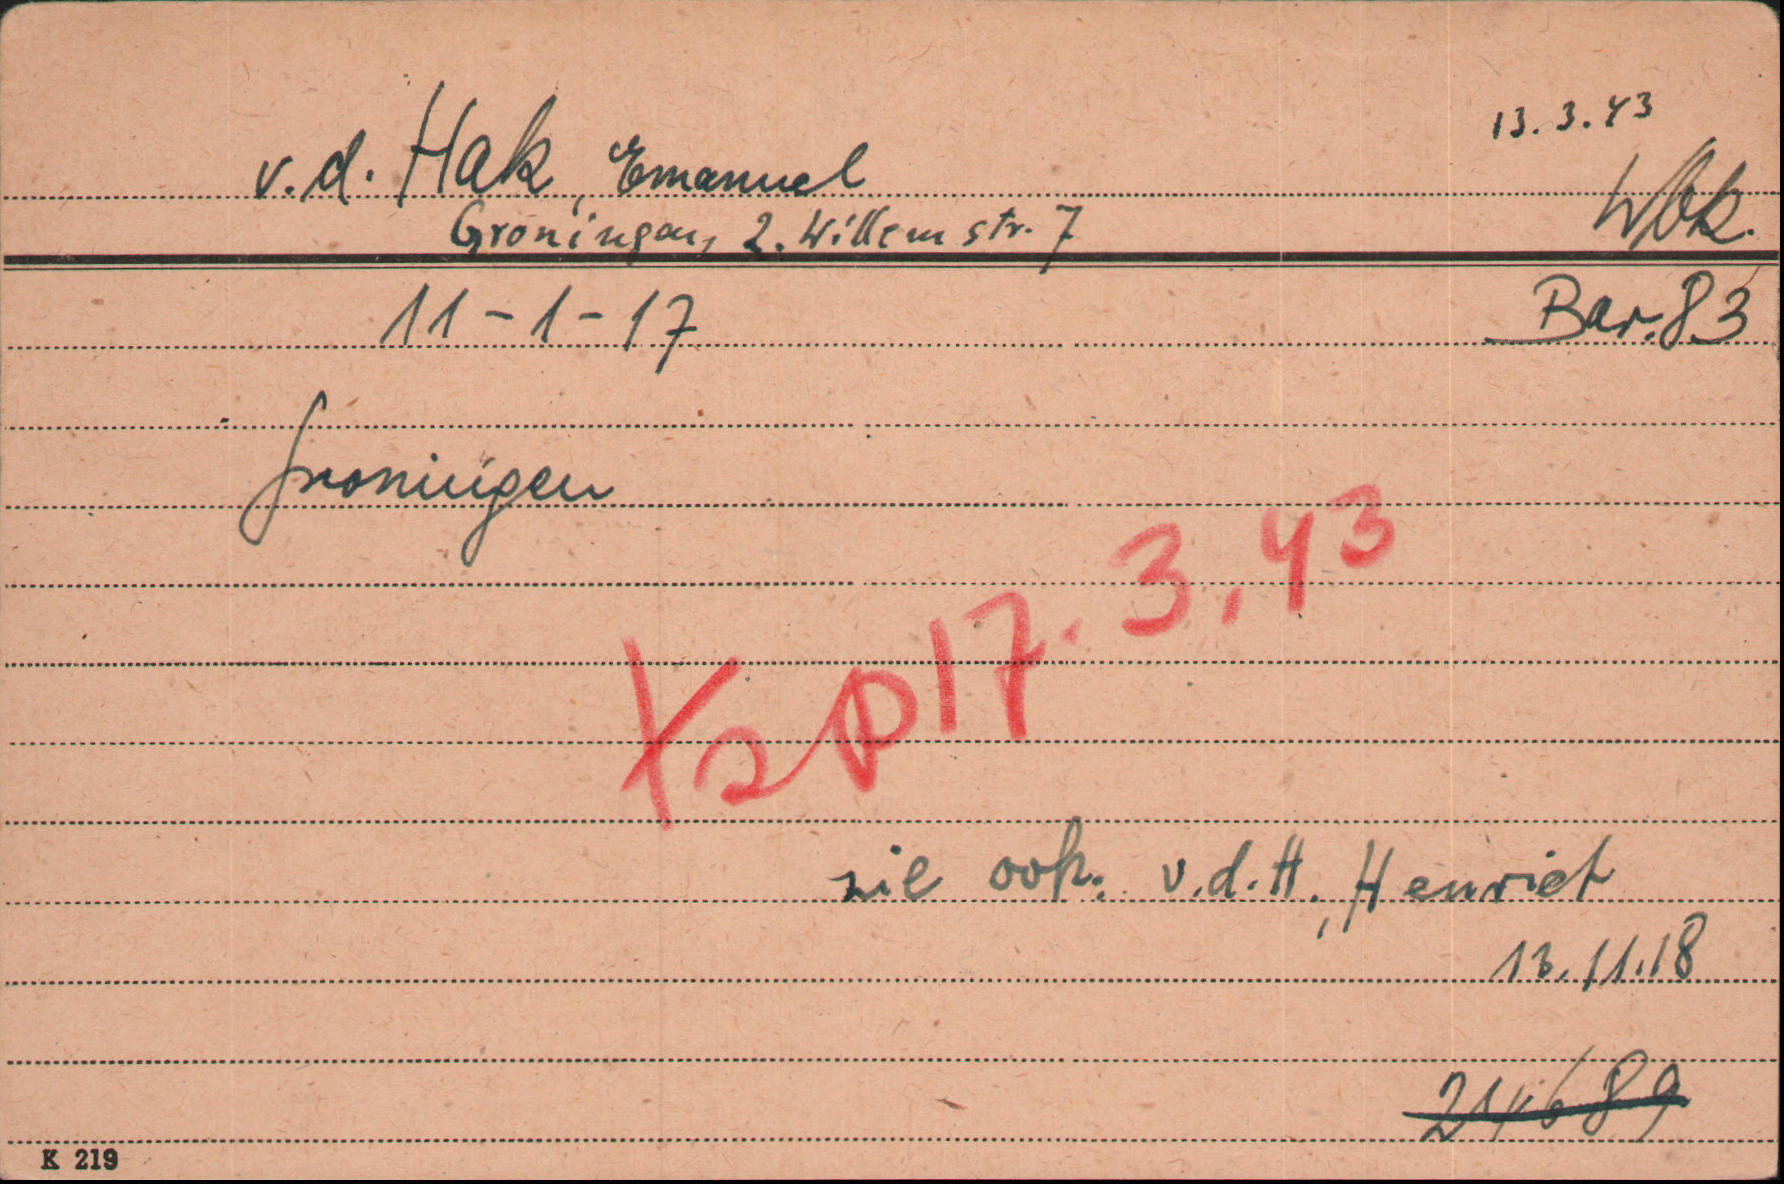 13.3.43
v.d. Hak, Emanuel
Groningen, 2. Willemstr. 7
Wbk.
11-1-17
Bar. 83
Groningen
17.3.43
zie ook. v.d.H., Henriet
13.11.18
K 219